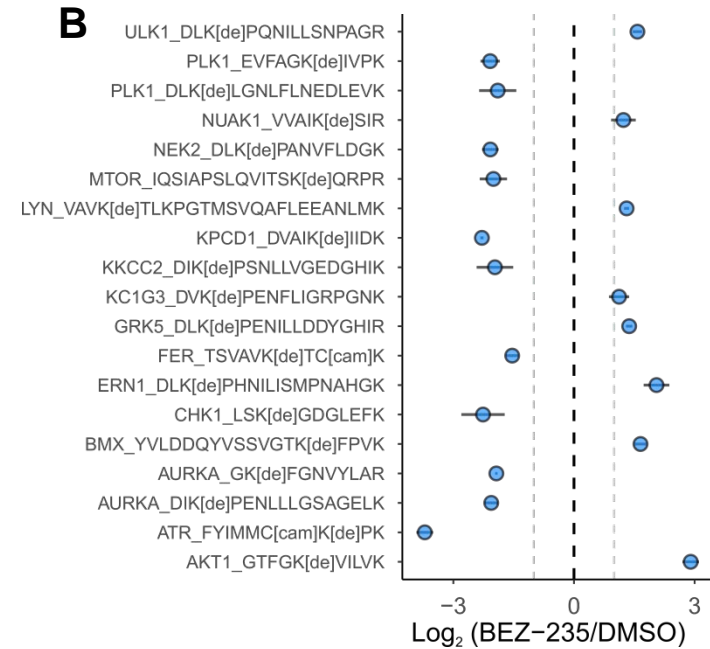 B
ULK1_DLK[de]PQNILLSNPAGR
PLK1_EVFAGK[de]IVPK
PLK1_DLK[de]LGNLFLNEDLEVK
NUAK1_VVAIK[de]SIR
NEK2_DLK[de]PANVFLDGK
MTOR_IQSIAPSLQVITSK[de]QRPR
LYN_VAVK[de]TLKPGTMSVQAFLEEANLMK
KPCD1_DVAIK[de]IIDK
KKCC2_DIK[de]PSNLLVGEDGHIK
KC1G3_DVK[de]PENFLIGRPGNK
GRK5_DLK[de]PENILLDDYGHIR
FER_TSVAVK[de]TC[cam]K
ERN1_DLK[de]PHNILISMPNAHGK
CHK1_LSK[de]GDGLEFK
BMX_YVLDDQYVSSVGTK[de]FPVK
AURKA_GK[de]FGNVYLAR
AURKA_DIK[de]PENLLLGSAGELK
ATR_FYIMMC[cam]K[de]PK
AKT1_GTFGK[de]VILVK
−3 0 3
Log₂ (BEZ−235/DMSO)